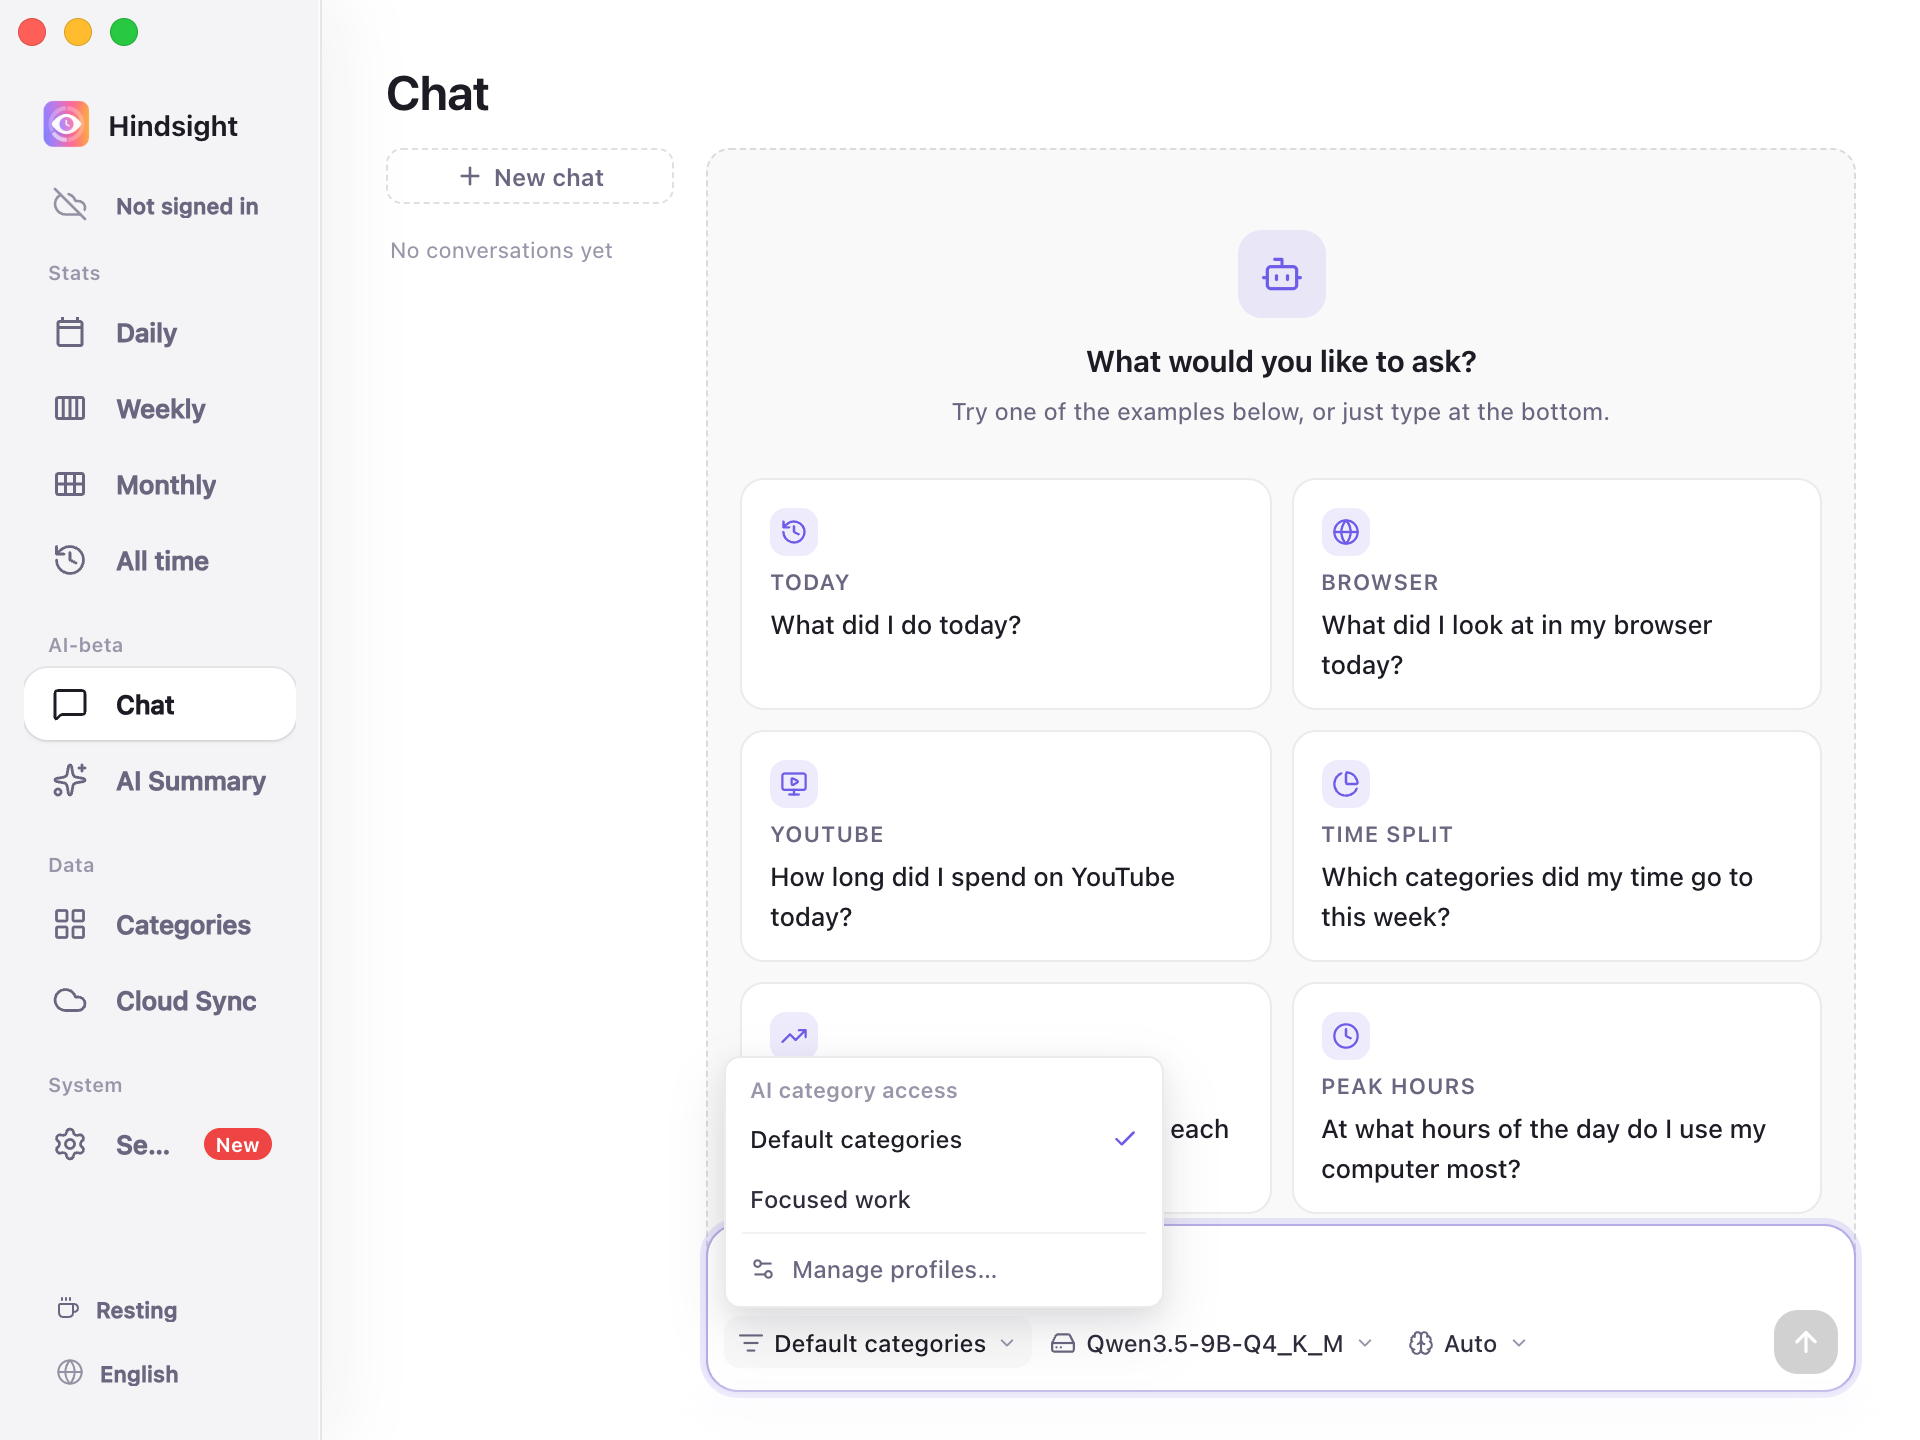 Hindsight
Not signed in
Stats
Daily
Weekly
Monthly
All time
AI-beta
Chat
AI Summary
Data
Categories
Cloud Sync
System
Se... New
Resting
English
Chat
+ New chat
No conversations yet
What would you like to ask?
Try one of the examples below, or just type at the bottom.
TODAY
What did I do today?
BROWSER
What did I look at in my browser
today?
YOUTUBE
How long did I spend on YouTube
today?
TIME SPLIT
Which categories did my time go to
this week?
each
PEAK HOURS
At what hours of the day do I use my
computer most?
AI category access
Default categories
Focused work
Manage profiles...
Default categories
Qwen3.5-9B-Q4_K_M
Auto